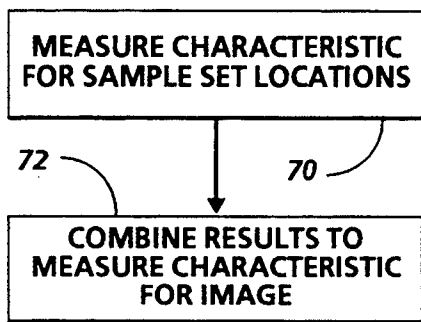 MEASURE CHARACTERISTIC
FOR SAMPLE SET LOCATIONS
72
70
COMBINE RESULTS TO
MEASURE CHARACTERISTIC
FOR IMAGE